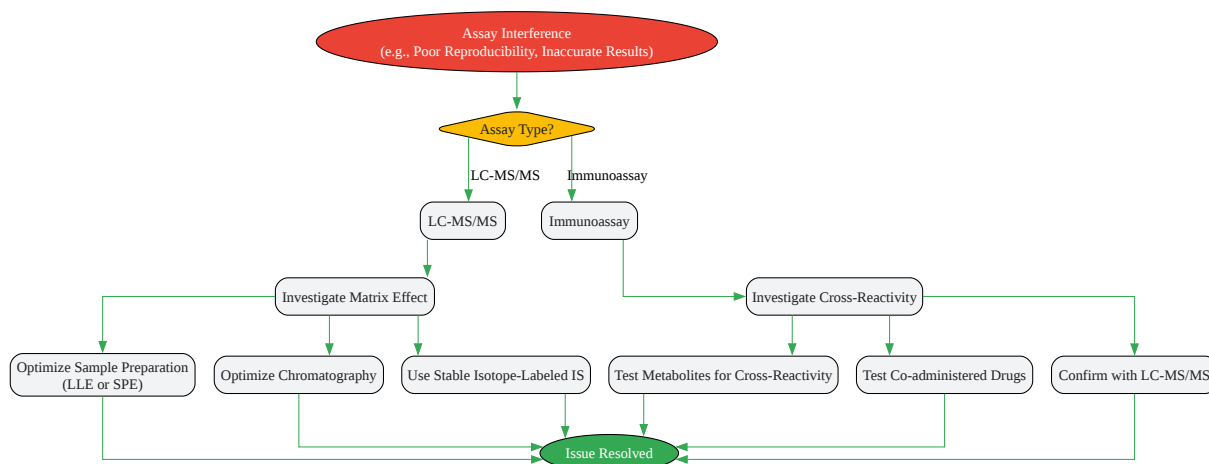 Assay Interference
(e.g., Poor Reproducibility, Inaccurate Results)
Assay Type?
LC-MS/MS
Immunoassay
LC-MS/MS
Immunoassay
Investigate Matrix Effect
Investigate Cross-Reactivity
Optimize Sample Preparation
(LLE or SPE)
Optimize Chromatography
Use Stable Isotope-Labeled IS
Test Metabolites for Cross-Reactivity
Test Co-administered Drugs
Confirm with LC-MS/MS
Issue Resolved